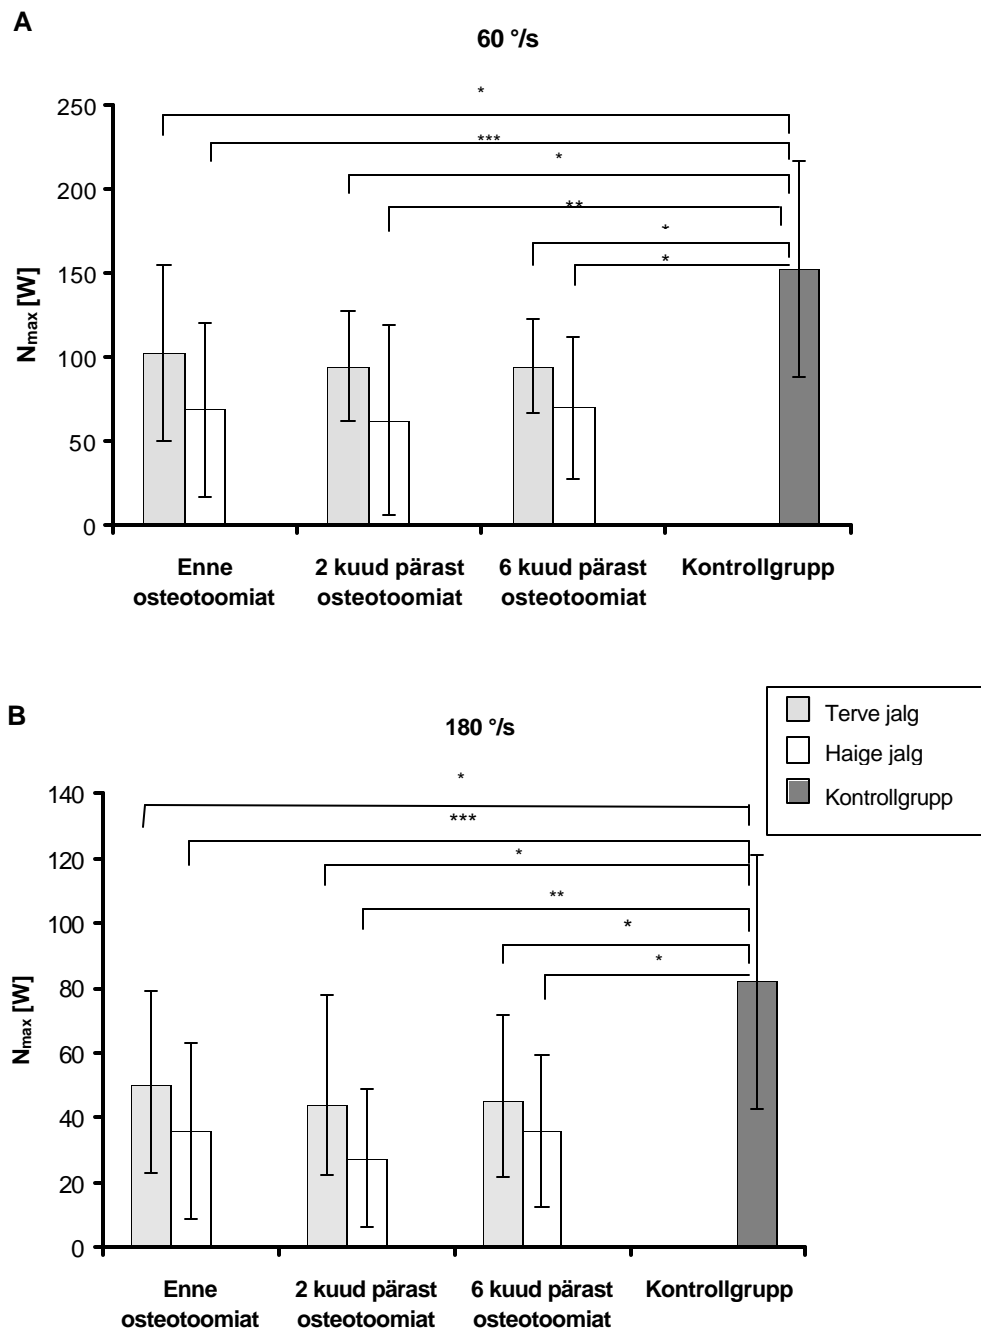 A
60 °/s
*
250
***
*
200
**
*
*
150
100
50
0
Nmax [W]
Enne osteotoomiat
2 kuud pärast osteotoomiat
6 kuud pärast osteotoomiat
Kontrollgrupp
B
180 °/s
Terve jalg
Haige jalg
Kontrollgrupp
*
140
***
*
120
**
100
*
*
80
60
40
20
0
Nmax [W]
Enne osteotoomiat
2 kuud pärast osteotoomiat
6 kuud pärast osteotoomiat
Kontrollgrupp